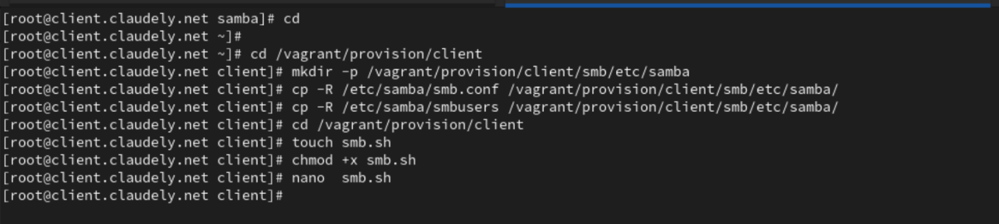 [root@client.claudely.net samba]# cd
[root@client.claudely.net ~]#
[root@client.claudely.net ~]# cd /vagrant/provision/client
[root@client.claudely.net client]# mkdir -p /vagrant/provision/client/smb/etc/samba
[root@client.claudely.net client]# cp -R /etc/samba/smb.conf /vagrant/provision/client/smb/etc/samba/
[root@client.claudely.net client]# cp -R /etc/samba/smbusers /vagrant/provision/client/smb/etc/samba/
[root@client.claudely.net client]# cd /vagrant/provision/client
[root@client.claudely.net client]# touch smb.sh
[root@client.claudely.net client]# chmod +x smb.sh
[root@client.claudely.net client]# nano  smb.sh
[root@client.claudely.net client]#